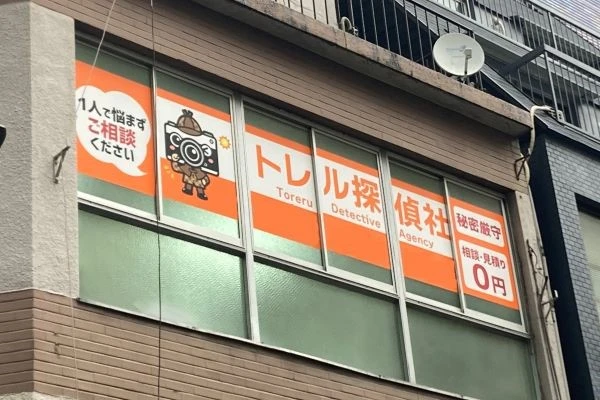 1人で悩まず
ご相談
ください
トレル探偵社
Toreru Detective Agency
秘密厳守
相談・見積り
0円